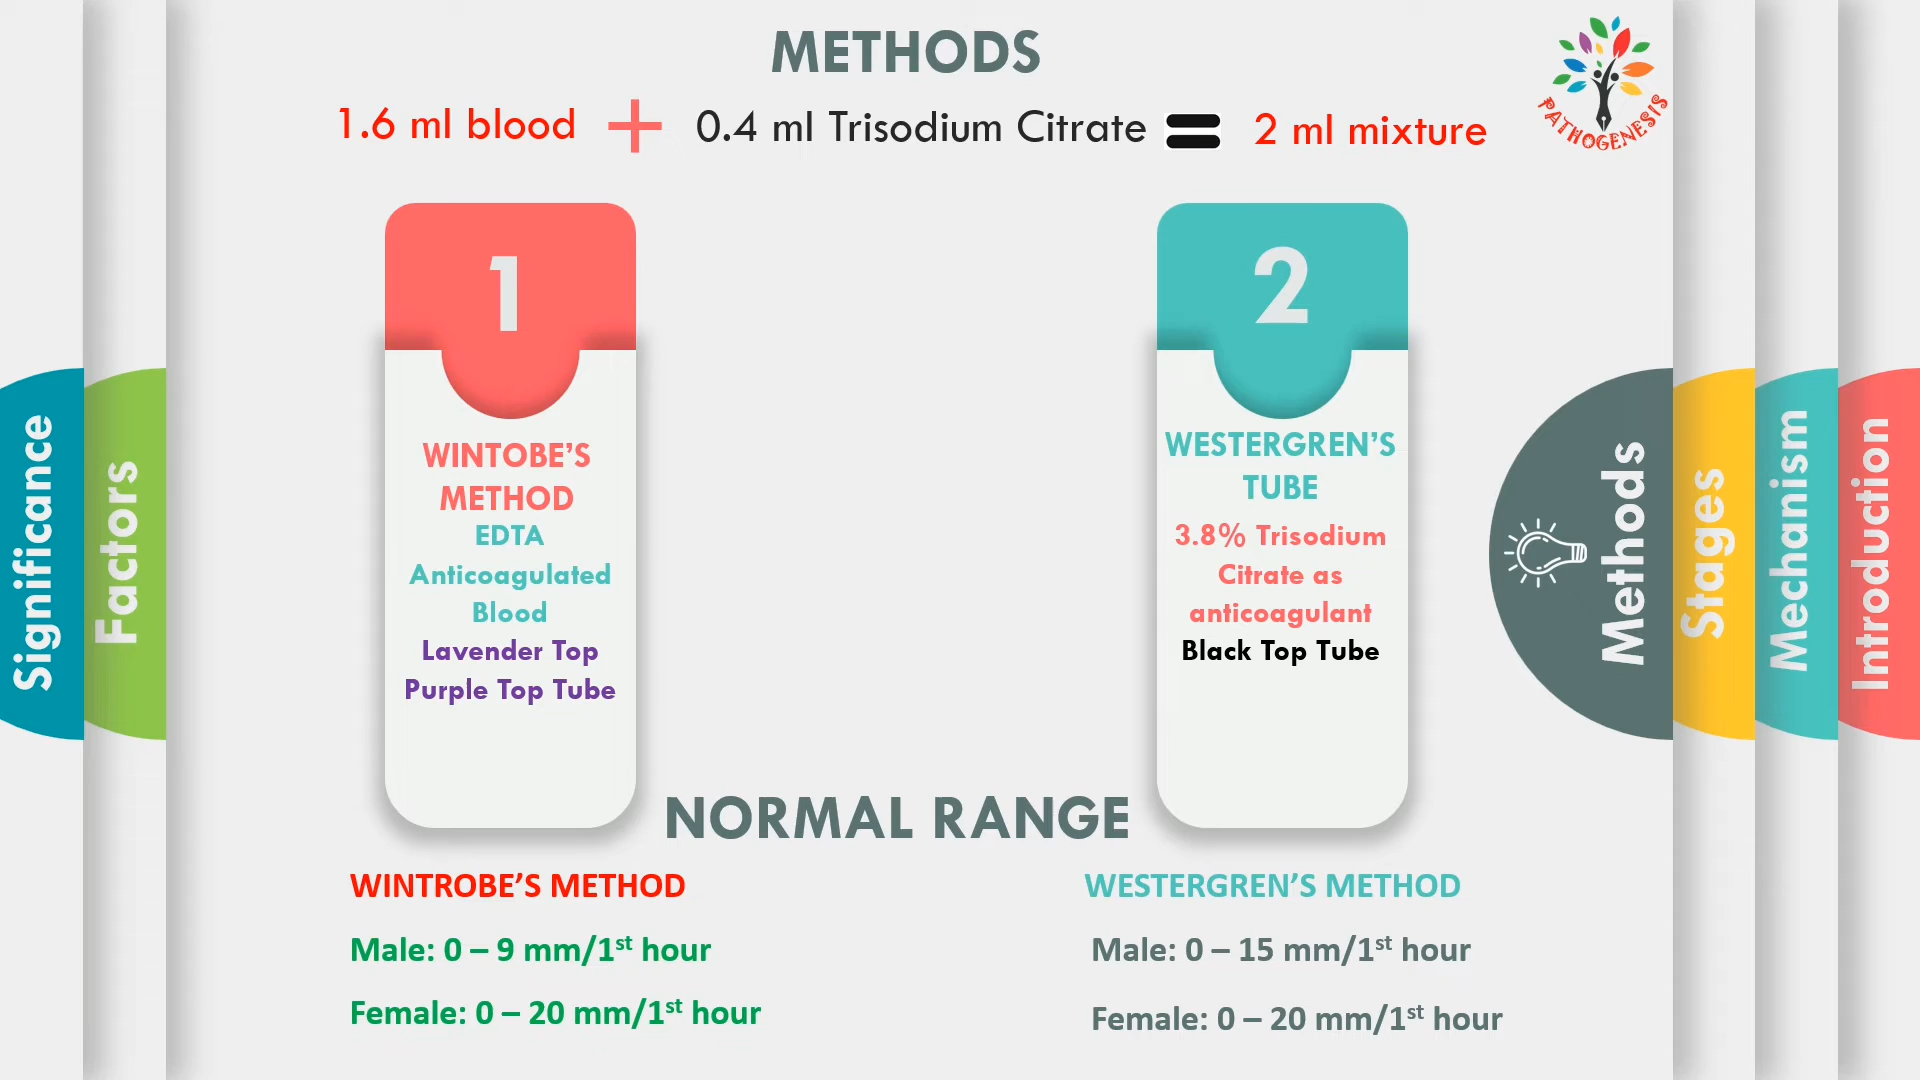 METHODS
1.6 ml blood + 0.4 ml Trisodium Citrate = 2 ml mixture
PATHOGENESIS
1
WINTOBE’S
METHOD
EDTA
Anticoagulated
Blood
Lavender Top
Purple Top Tube
2
WESTERGREN’S
TUBE
3.8% Trisodium
Citrate as
anticoagulant
Black Top Tube
NORMAL RANGE
WINTROBE’S METHOD
Male: 0 – 9 mm/1st hour
Female: 0 – 20 mm/1st hour
WESTERGREN’S METHOD
Male: 0 – 15 mm/1st hour
Female: 0 – 20 mm/1st hour
Significance
Factors
Methods
Stages
Mechanism
Introduction